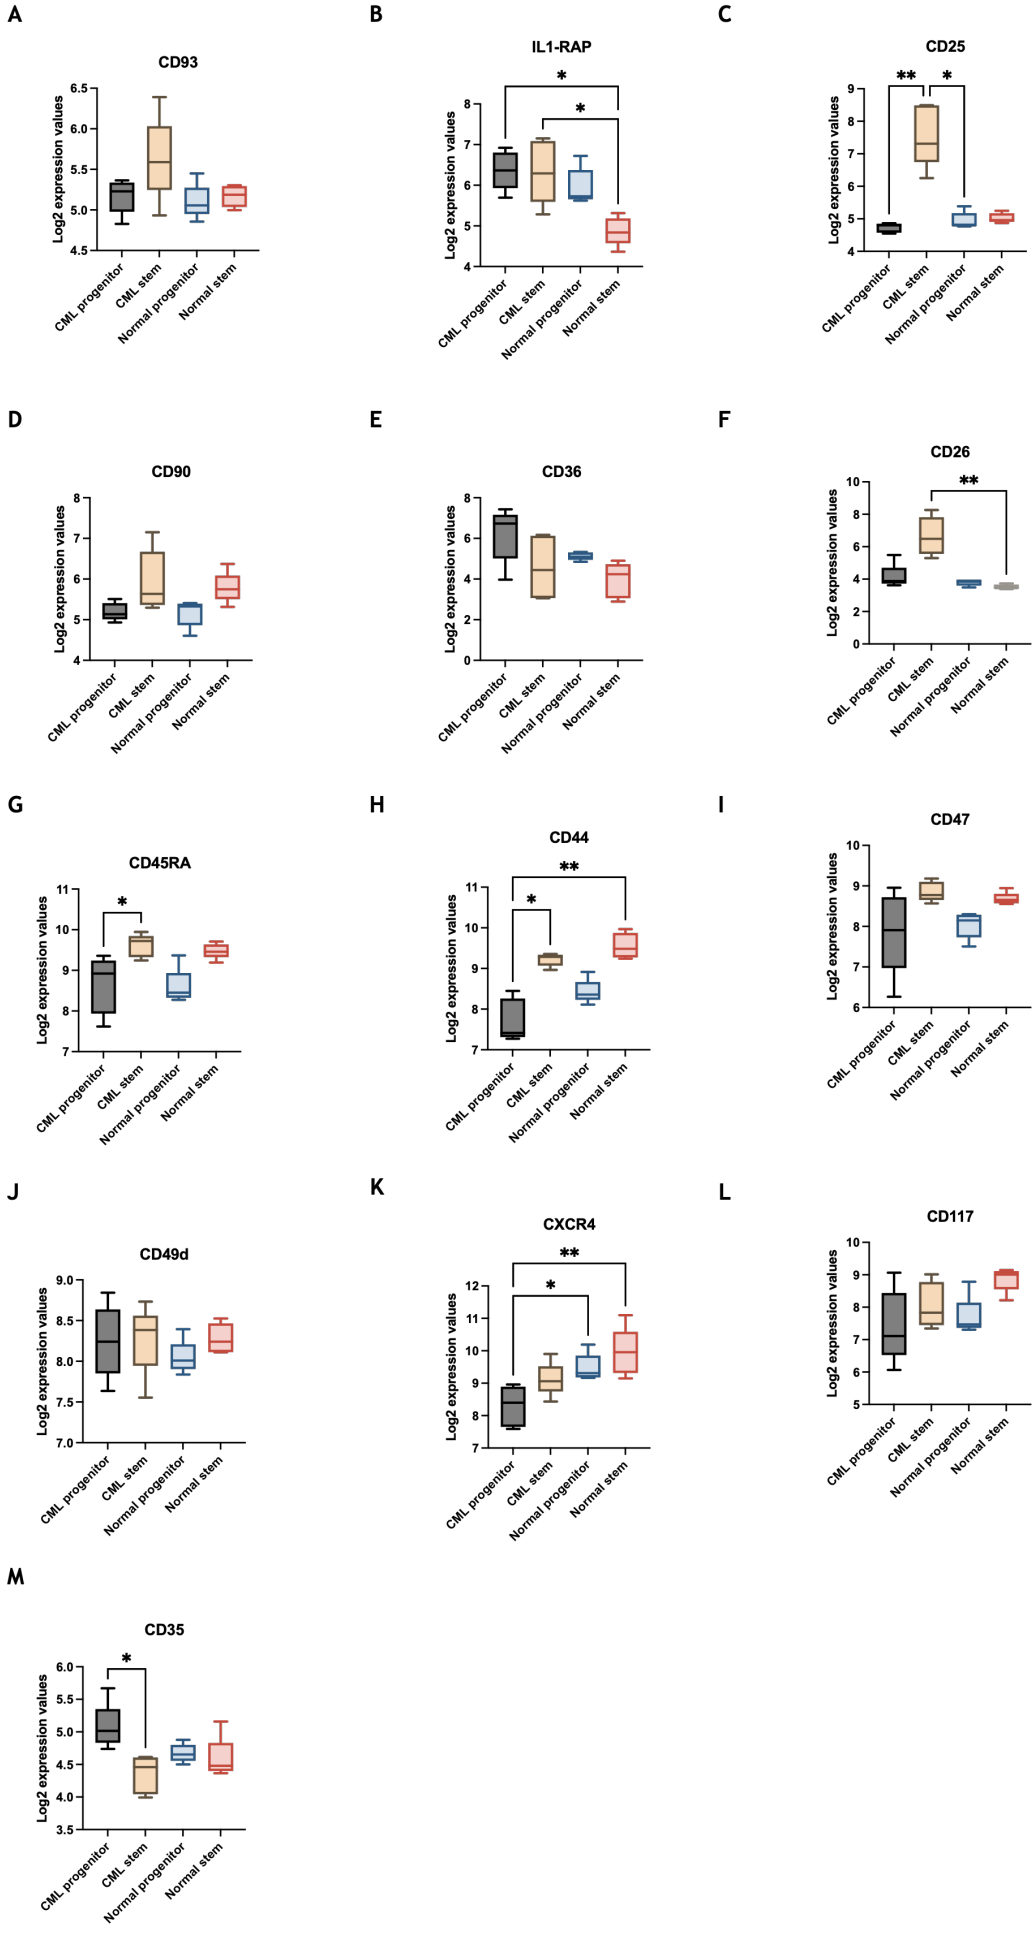 A
CD93
Log2 expression values
6.5
6.0
5.5
5.0
4.5
CML progenitor
CML stem
Normal progenitor
Normal stem
B
IL1-RAP
*
*
Log2 expression values
8
7
6
5
4
CML progenitor
CML stem
Normal progenitor
Normal stem
C
CD25
** *
Log2 expression values
9
8
7
6
5
4
CML progenitor
CML stem
Normal progenitor
Normal stem
D
CD90
Log2 expression values
8
7
6
5
4
CML progenitor
CML stem
Normal progenitor
Normal stem
E
CD36
Log2 expression values
8
6
4
2
0
CML progenitor
CML stem
Normal progenitor
Normal stem
F
CD26
**
Log2 expression values
10
8
6
4
2
0
CML progenitor
CML stem
Normal progenitor
Normal stem
G
CD45RA
*
Log2 expression values
11
10
9
8
7
CML progenitor
CML stem
Normal progenitor
Normal stem
H
CD44
**
*
Log2 expression values
11
10
9
8
7
CML progenitor
CML stem
Normal progenitor
Normal stem
I
CD47
Log2 expression values
10
9
8
7
6
CML progenitor
CML stem
Normal progenitor
Normal stem
J
CD49d
Log2 expression values
9.0
8.5
8.0
7.5
7.0
CML progenitor
CML stem
Normal progenitor
Normal stem
K
CXCR4
**
*
Log2 expression values
12
11
10
9
8
7
CML progenitor
CML stem
Normal progenitor
Normal stem
L
CD117
Log2 expression values
10
9
8
7
6
5
CML progenitor
CML stem
Normal progenitor
Normal stem
M
CD35
*
Log2 expression values
6.0
5.5
5.0
4.5
4.0
3.5
CML progenitor
CML stem
Normal progenitor
Normal stem